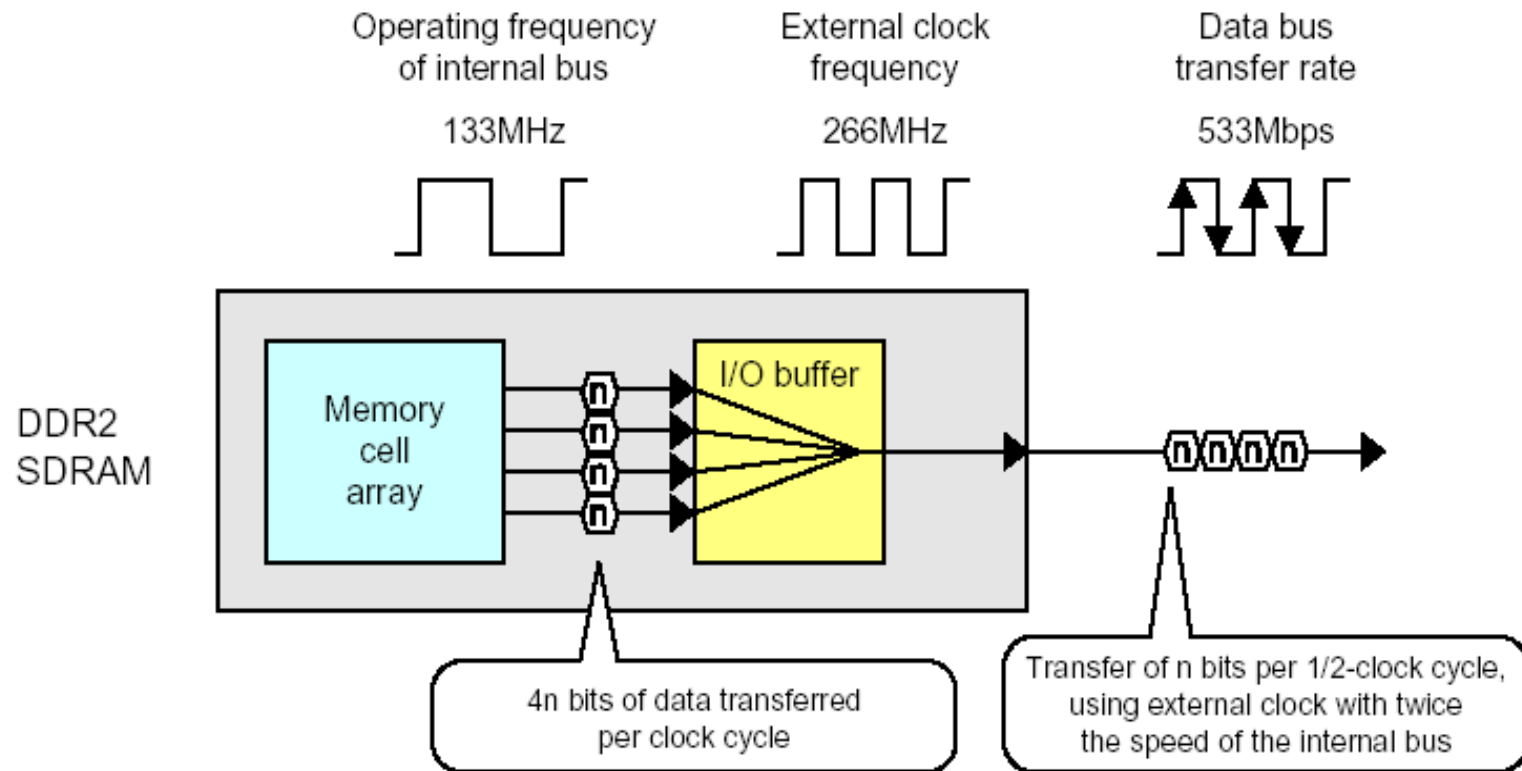 Operating frequency
of internal bus
External clock
frequency
Data bus
transfer rate
133MHz
266MHz
533Mbps
DDR2
SDRAM
Memory
cell
array
n
n
n
n
I/O buffer
n n n n
4n bits of data transferred
per clock cycle
Transfer of n bits per 1/2-clock cycle,
using external clock with twice
the speed of the internal bus